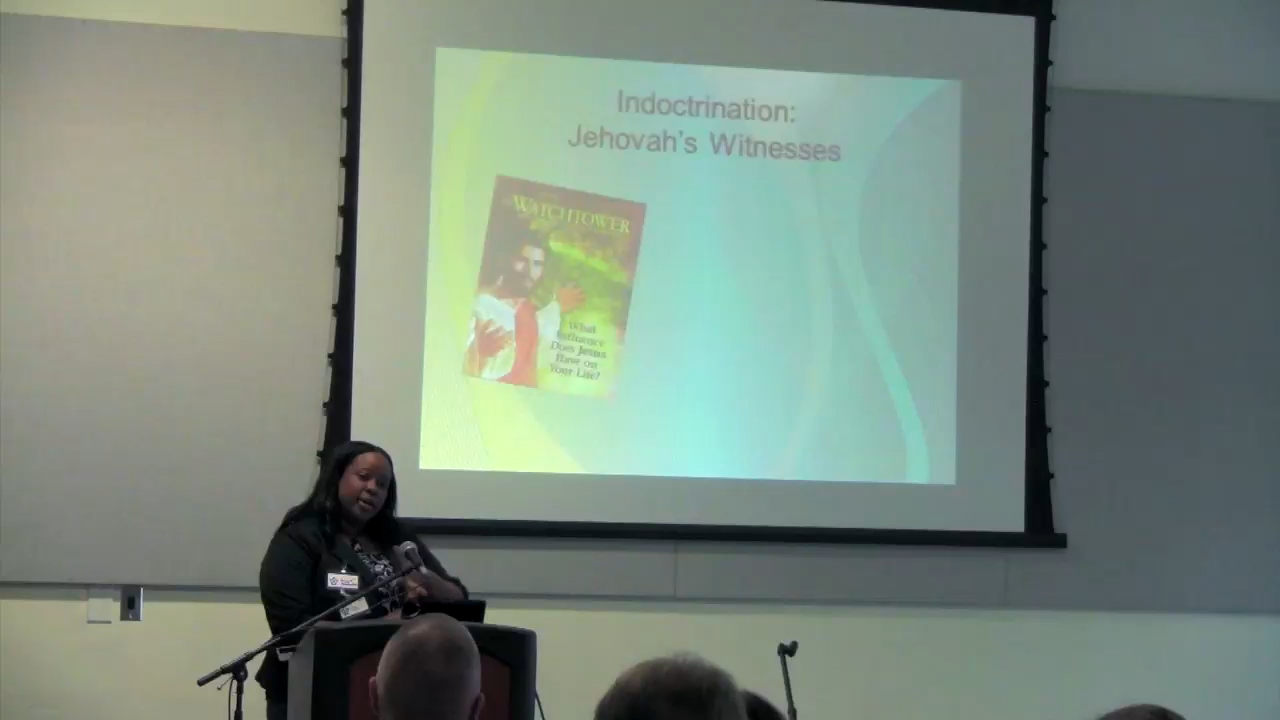 Indoctrination:
Jehovah's Witnesses
WATCHTOWER
What
Influence
Does Jesus
Have on
Your Life?